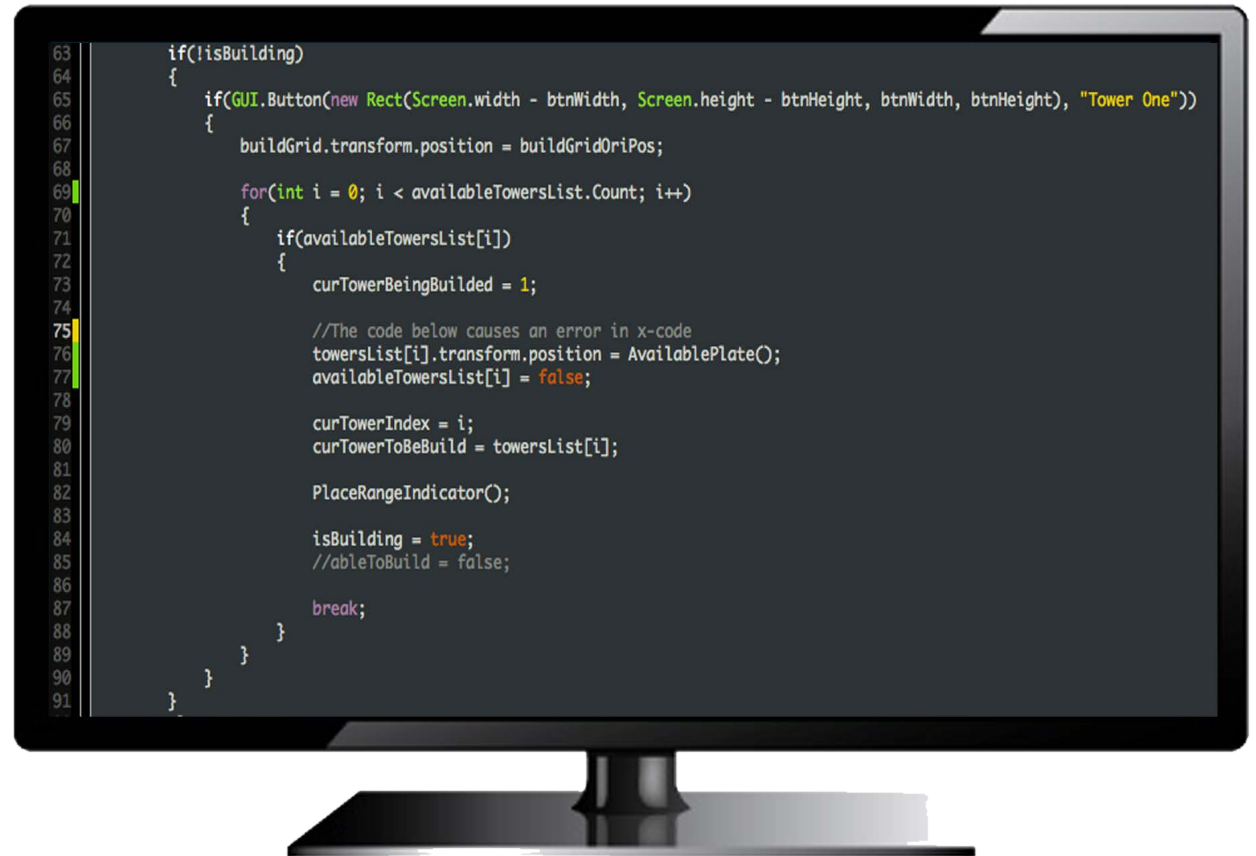 63 if(!isBuilding)
64 {
65 if(GUI.Button(new Rect(Screen.width - btnWidth, Screen.height - btnHeight, btnWidth, btnHeight), "Tower One"))
66 {
67 buildGrid.transform.position = buildGridOriPos;
68
69 for(int i = 0; i < availableTowersList.Count; i++)
70 {
71 if(availableTowersList[i])
72 {
73 curTowerBeingBuilded = 1;
74
75 //The code below causes an error in x-code
76 towersList[i].transform.position = AvailablePlate();
77 availableTowersList[i] = false;
78
79 curTowerIndex = i;
80 curTowerToBeBuild = towersList[i];
81
82 PlaceRangeIndicator();
83
84 isBuilding = true;
85 //ableToBuild = false;
86
87 break;
88 }
89 }
90 }
91 }